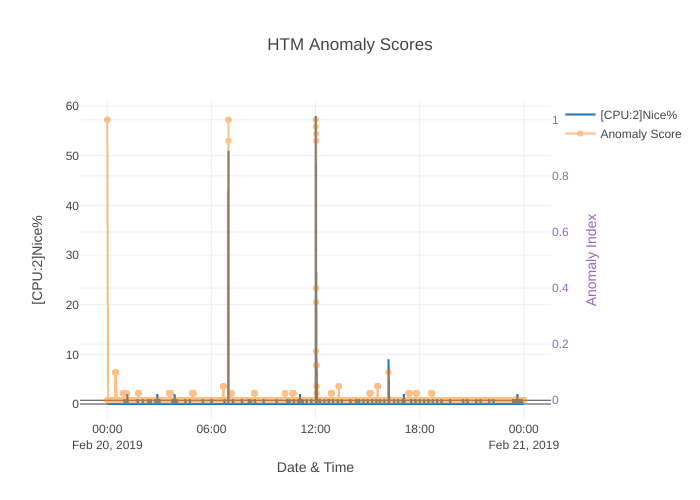 HTM Anomaly Scores
[CPU:2]Nice%
Anomaly Score
60
50
40
30
20
10
0
[CPU:2]Nice%
1
0.8
0.6
0.4
0.2
0
Anomaly Index
00:00
Feb 20, 2019
06:00
12:00
18:00
00:00
Feb 21, 2019
Date & Time